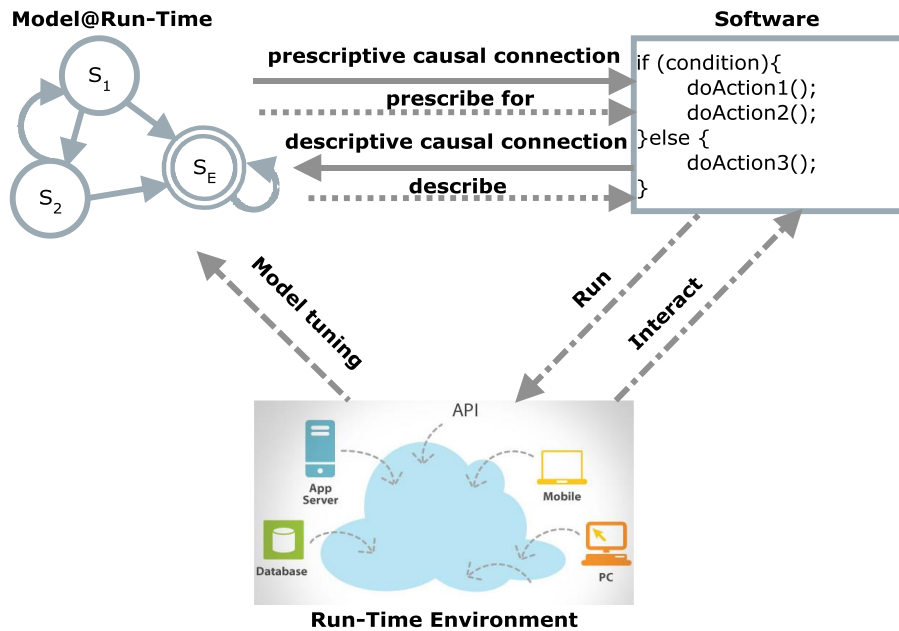 Model@Run-Time
Software
S1
S2
SE
prescriptive causal connection
prescribe for
descriptive causal connection
describe
if (condition){
doAction1();
doAction2();
}else {
doAction3();
}
Model tuning
Run
Interact
API
App
Server
Mobile
Database
PC
Run-Time Environment